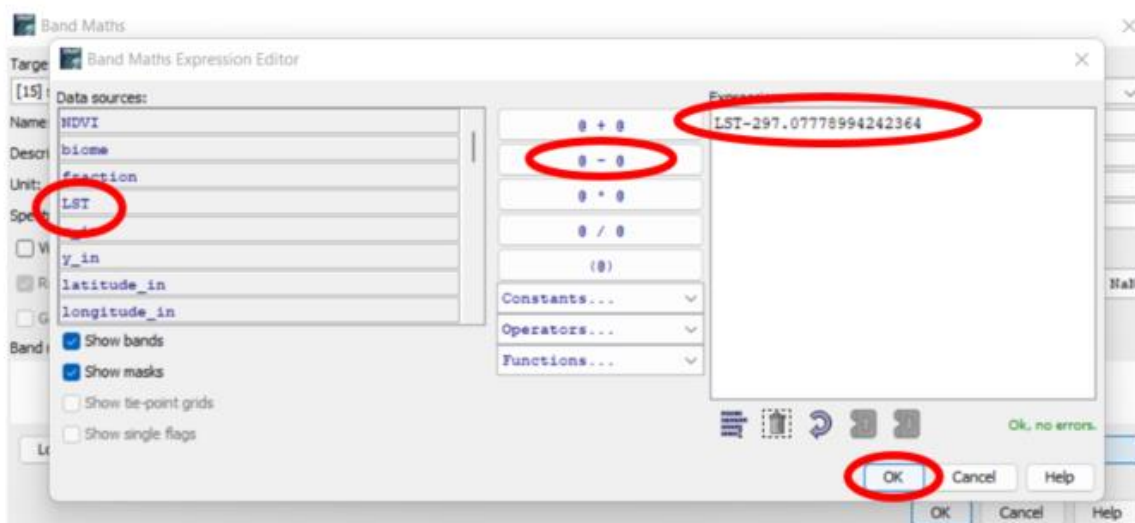 Band Maths
Band Maths Expression Editor
Targe
[15]
Name
Descri
Unit:
Spe
Band
Data sources:
NDVI
biome
fraction
LST
y_in
latitude_in
longitude_in
Show bands
Show masks
Show tie-point grids
Show single flags
@ + @
@ - @
@ * @
@ / @
(@)
Constants...
Operators...
Functions...
LST-297.07778994242364
Ok, no errors.
OK Cancel Help
OK Cancel Help